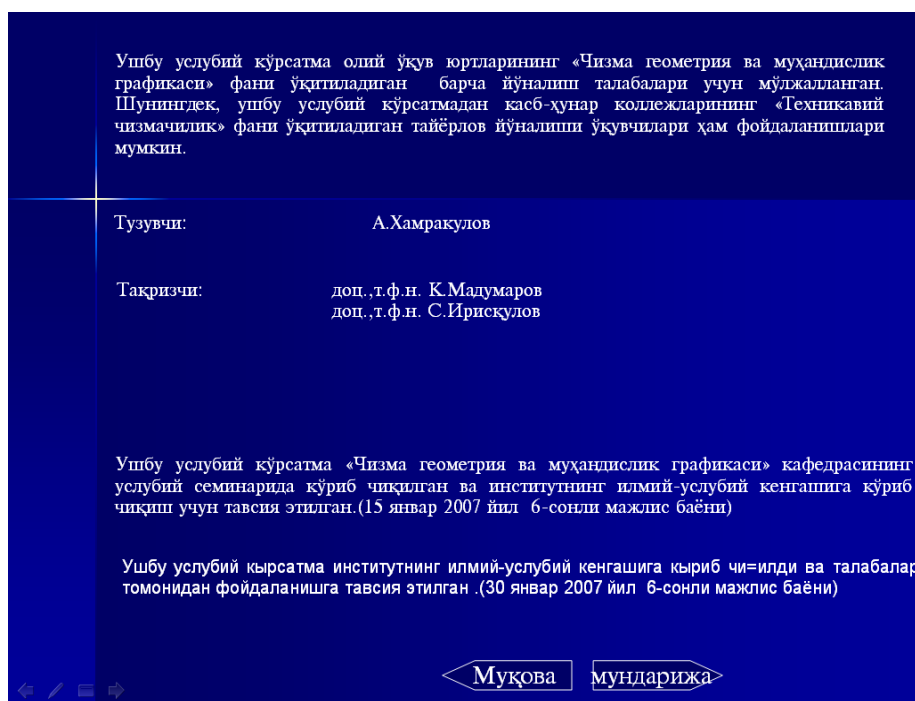 Ушбу услубий кўрсатма олий ўқув юртларининг «Чизма геометрия ва муҳандислик
графикаси» фани ўқитиладиган барча йўналиш талабалари учун мўлжалланган.
Шунингдек, ушбу услубий кўрсатмадан касб-ҳунар коллежларининг «Техникавий
чизмачилик» фани ўқитиладиган тайёрлов йўналиши ўқувчилари ҳам фойдаланишлари
мумкин.
Тузувчи: А.Хамракулов
Тақризчи: доц.,т.ф.н. К.Мадумаров
доц.,т.ф.н. С.Ирисқулов
Ушбу услубий кўрсатма «Чизма геометрия ва муҳандислик графикаси» кафедрасининг
услубий семинарида кўриб чиқилган ва институтнинг илмий-услубий кенгашига кўриб
чиқиш учун тавсия этилган.(15 январ 2007 йил 6-сонли мажлис баёни)
Ушбу услубий кырсатма институтнинг илмий-услубий кенгашига кыриб чи=илди ва талабалар
томонидан фойдаланишга тавсия этилган .(30 январ 2007 йил 6-сонли мажлис баёни)
Муқова мундарижа